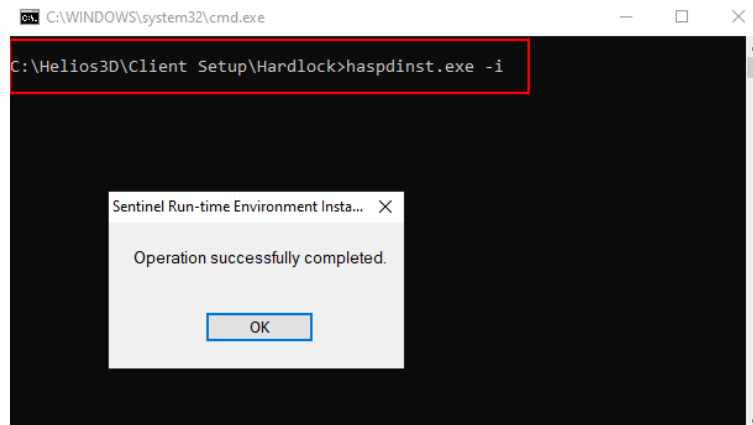 C:\WINDOWS\system32\cmd.exe
C:\Helios3D\Client Setup\Hardlock>haspdinst.exe -i
Sentinel Run-time Environment Insta...
Operation successfully completed.
OK